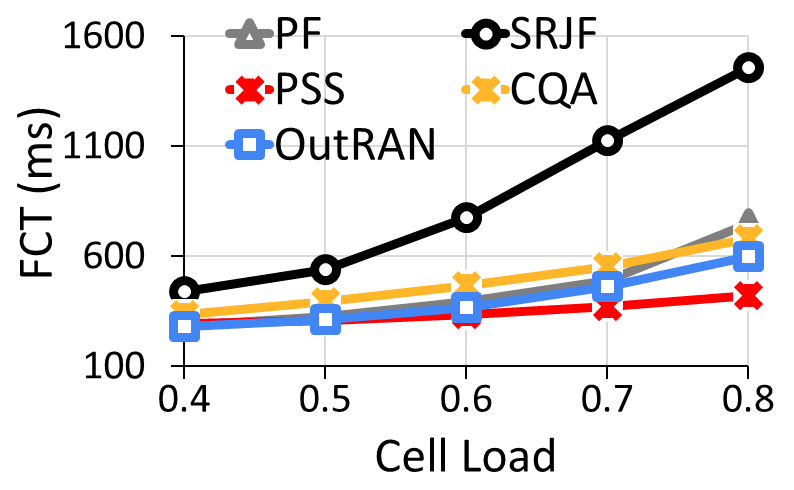 1600
1100
600
100
FCT (ms)
PF
SRJF
PSS
CQA
OutRAN
0.4 0.5 0.6 0.7 0.8
Cell Load